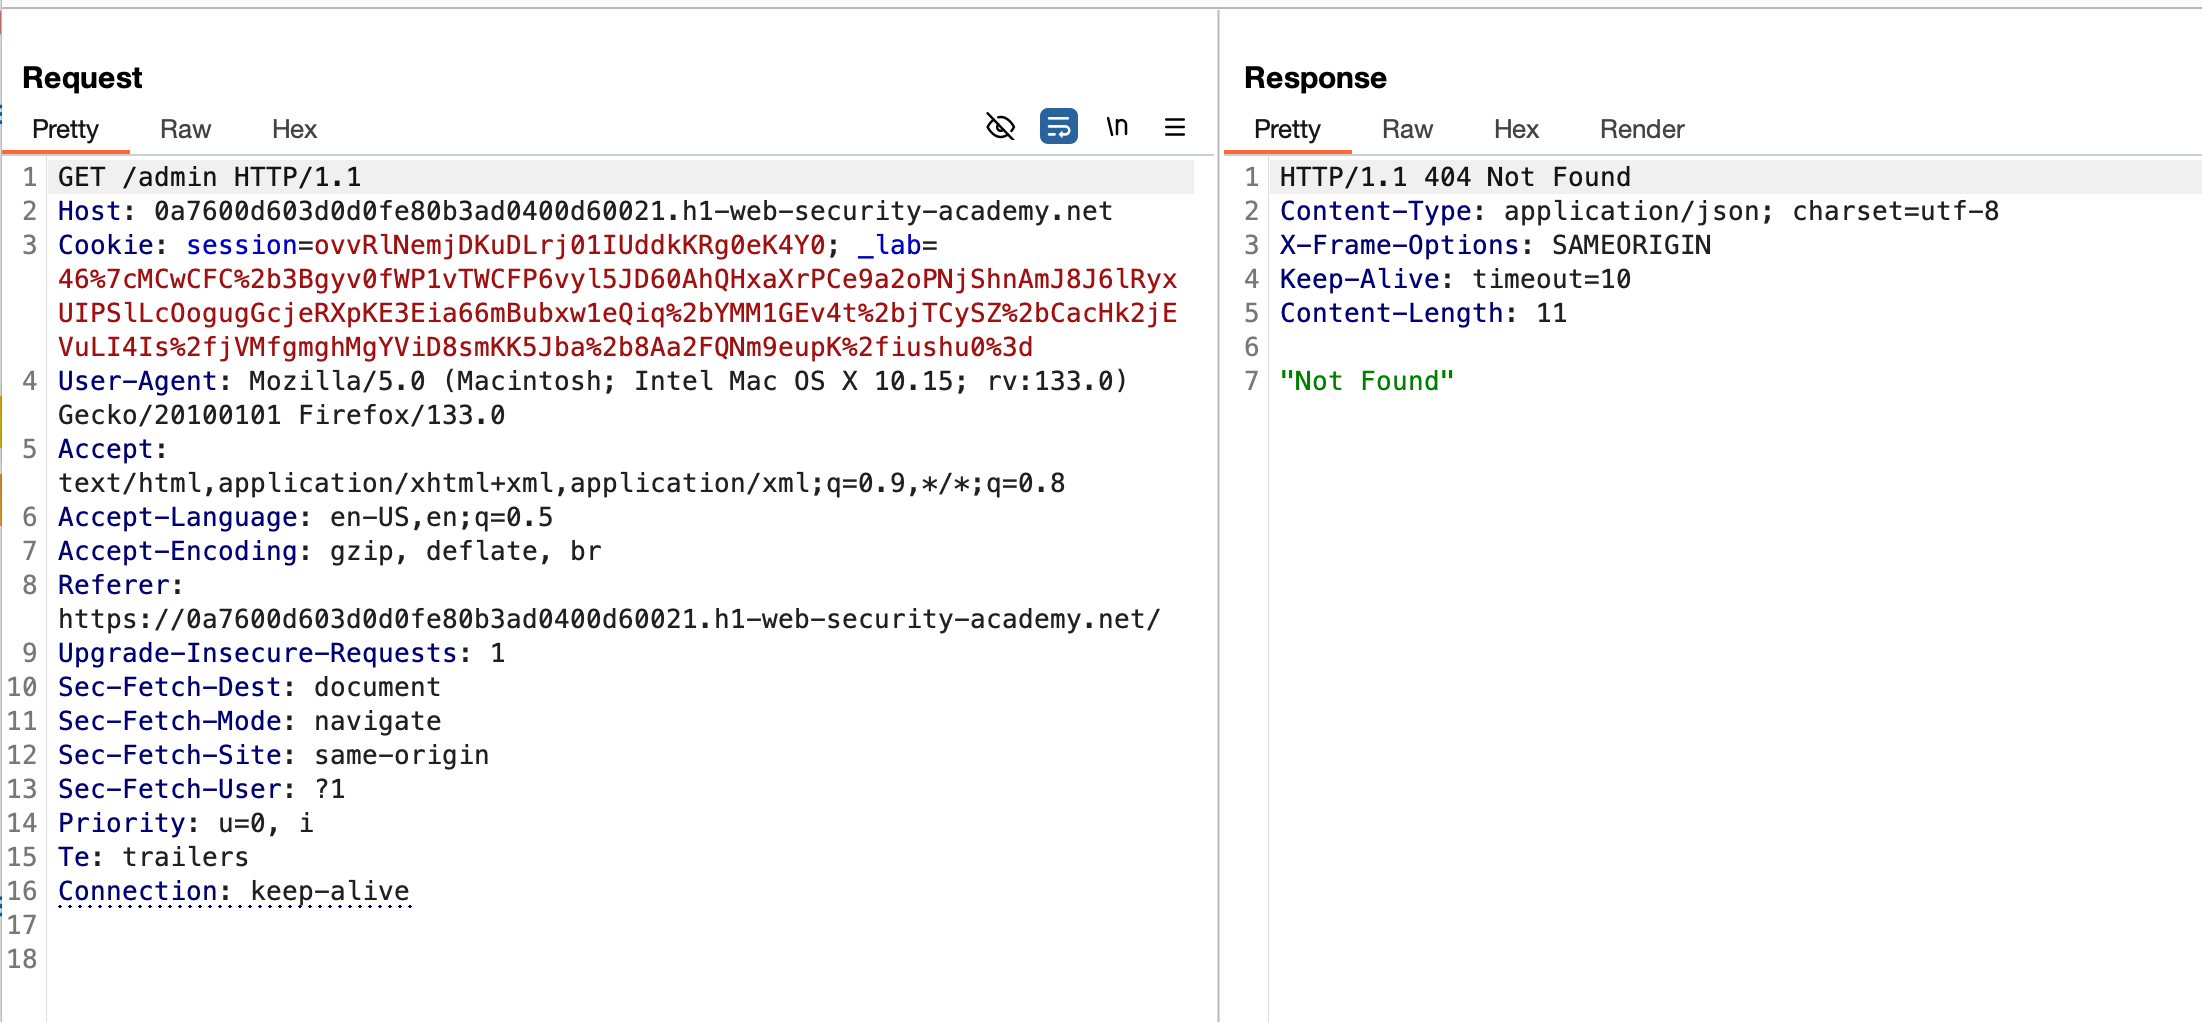 Request
Pretty Raw Hex \n
1 GET /admin HTTP/1.1
2 Host: 0a7600d603d0d0fe80b3ad0400d60021.h1-web-security-academy.net
3 Cookie: session=ovvRlNemjDKuDLrj01IUddkKRg0eK4Y0; _lab=
46%7cMCwCFC%2b3Bgyv0fWP1vTWCFP6vyl5JD60AhQHxaXrPCe9a2oPNjShnAmJ8J6lRyx
UIPSlLcOogugGcjeRXpKE3Eia66mBubxw1eQiq%2bYMM1GEv4t%2bjTCySZ%2bCacHk2jE
VuLI4Is%2fjVMfgmghMgYViD8smKK5Jba%2b8Aa2FQNm9eupK%2fiushu0%3d
4 User-Agent: Mozilla/5.0 (Macintosh; Intel Mac OS X 10.15; rv:133.0)
Gecko/20100101 Firefox/133.0
5 Accept:
text/html,application/xhtml+xml,application/xml;q=0.9,*/*;q=0.8
6 Accept-Language: en-US,en;q=0.5
7 Accept-Encoding: gzip, deflate, br
8 Referer:
https://0a7600d603d0d0fe80b3ad0400d60021.h1-web-security-academy.net/
9 Upgrade-Insecure-Requests: 1
10 Sec-Fetch-Dest: document
11 Sec-Fetch-Mode: navigate
12 Sec-Fetch-Site: same-origin
13 Sec-Fetch-User: ?1
14 Priority: u=0, i
15 Te: trailers
16 Connection: keep-alive
17
18
Response
Pretty Raw Hex Render
1 HTTP/1.1 404 Not Found
2 Content-Type: application/json; charset=utf-8
3 X-Frame-Options: SAMEORIGIN
4 Keep-Alive: timeout=10
5 Content-Length: 11
6
7 "Not Found"